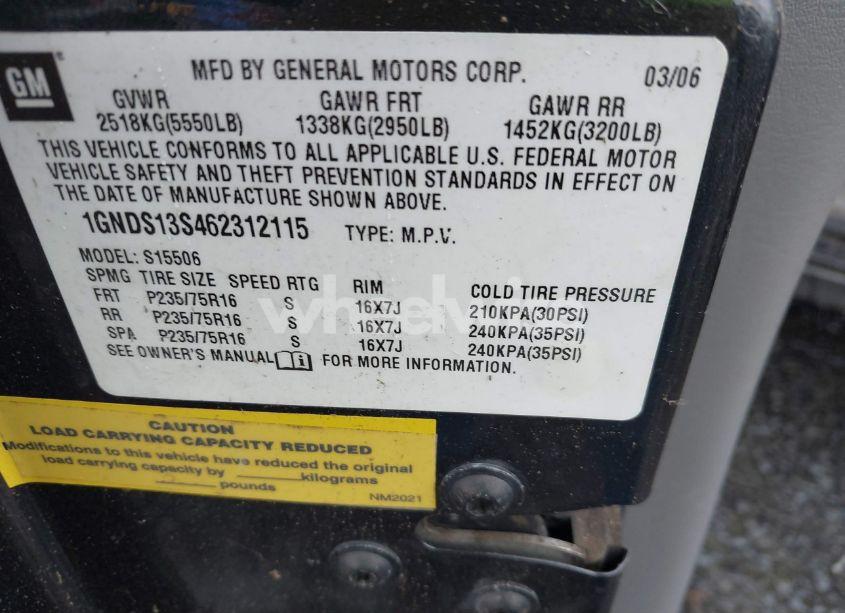 GM
MFD BY GENERAL MOTORS CORP. 03/06
GVWR GAWR FRT GAWR RR
2518KG(5550LB) 1338KG(2950LB) 1452KG(3200LB)
THIS VEHICLE CONFORMS TO ALL APPLICABLE U.S. FEDERAL MOTOR
VEHICLE SAFETY AND THEFT PREVENTION STANDARDS IN EFFECT ON
THE DATE OF MANUFACTURE SHOWN ABOVE.
1GNDS13S462312115 TYPE: M.P.V.
MODEL: S15506
SPMG TIRE SIZE SPEED RTG RIM COLD TIRE PRESSURE
FRT P235/75R16 S 16X7J 210KPA(30PSI)
RR P235/75R16 S 16X7J 240KPA(35PSI)
SPA P235/75R16 S 16X7J 240KPA(35PSI)
SEE OWNER'S MANUAL FOR MORE INFORMATION.
CAUTION
LOAD CARRYING CAPACITY REDUCED
Modifications to this vehicle have reduced the original
load carrying capacity by ________kilograms
________pounds
NM2021